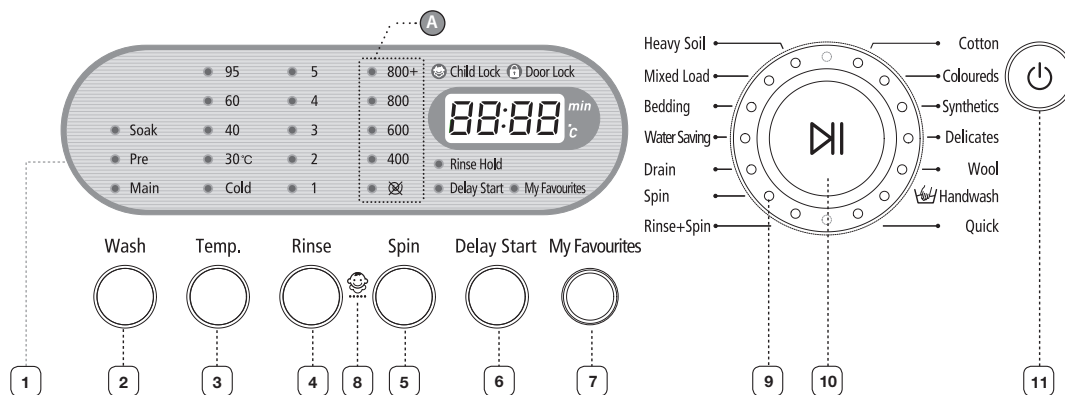 A
95 5 800+ Child Lock Door Lock
60 4 800 88:88 min °C
Soak 40 3 600
Pre 30°C 2 400 Rinse Hold
Main Cold 1 Delay Start My Favourites
Wash Temp. Rinse Spin Delay Start My Favourites
Heavy Soil Cotton
Mixed Load Coloureds
Bedding Synthetics
Water Saving Delicates
Drain Wool
Spin Handwash
Rinse+Spin Quick
1 2 3 4 8 5 6 7 9 10 11